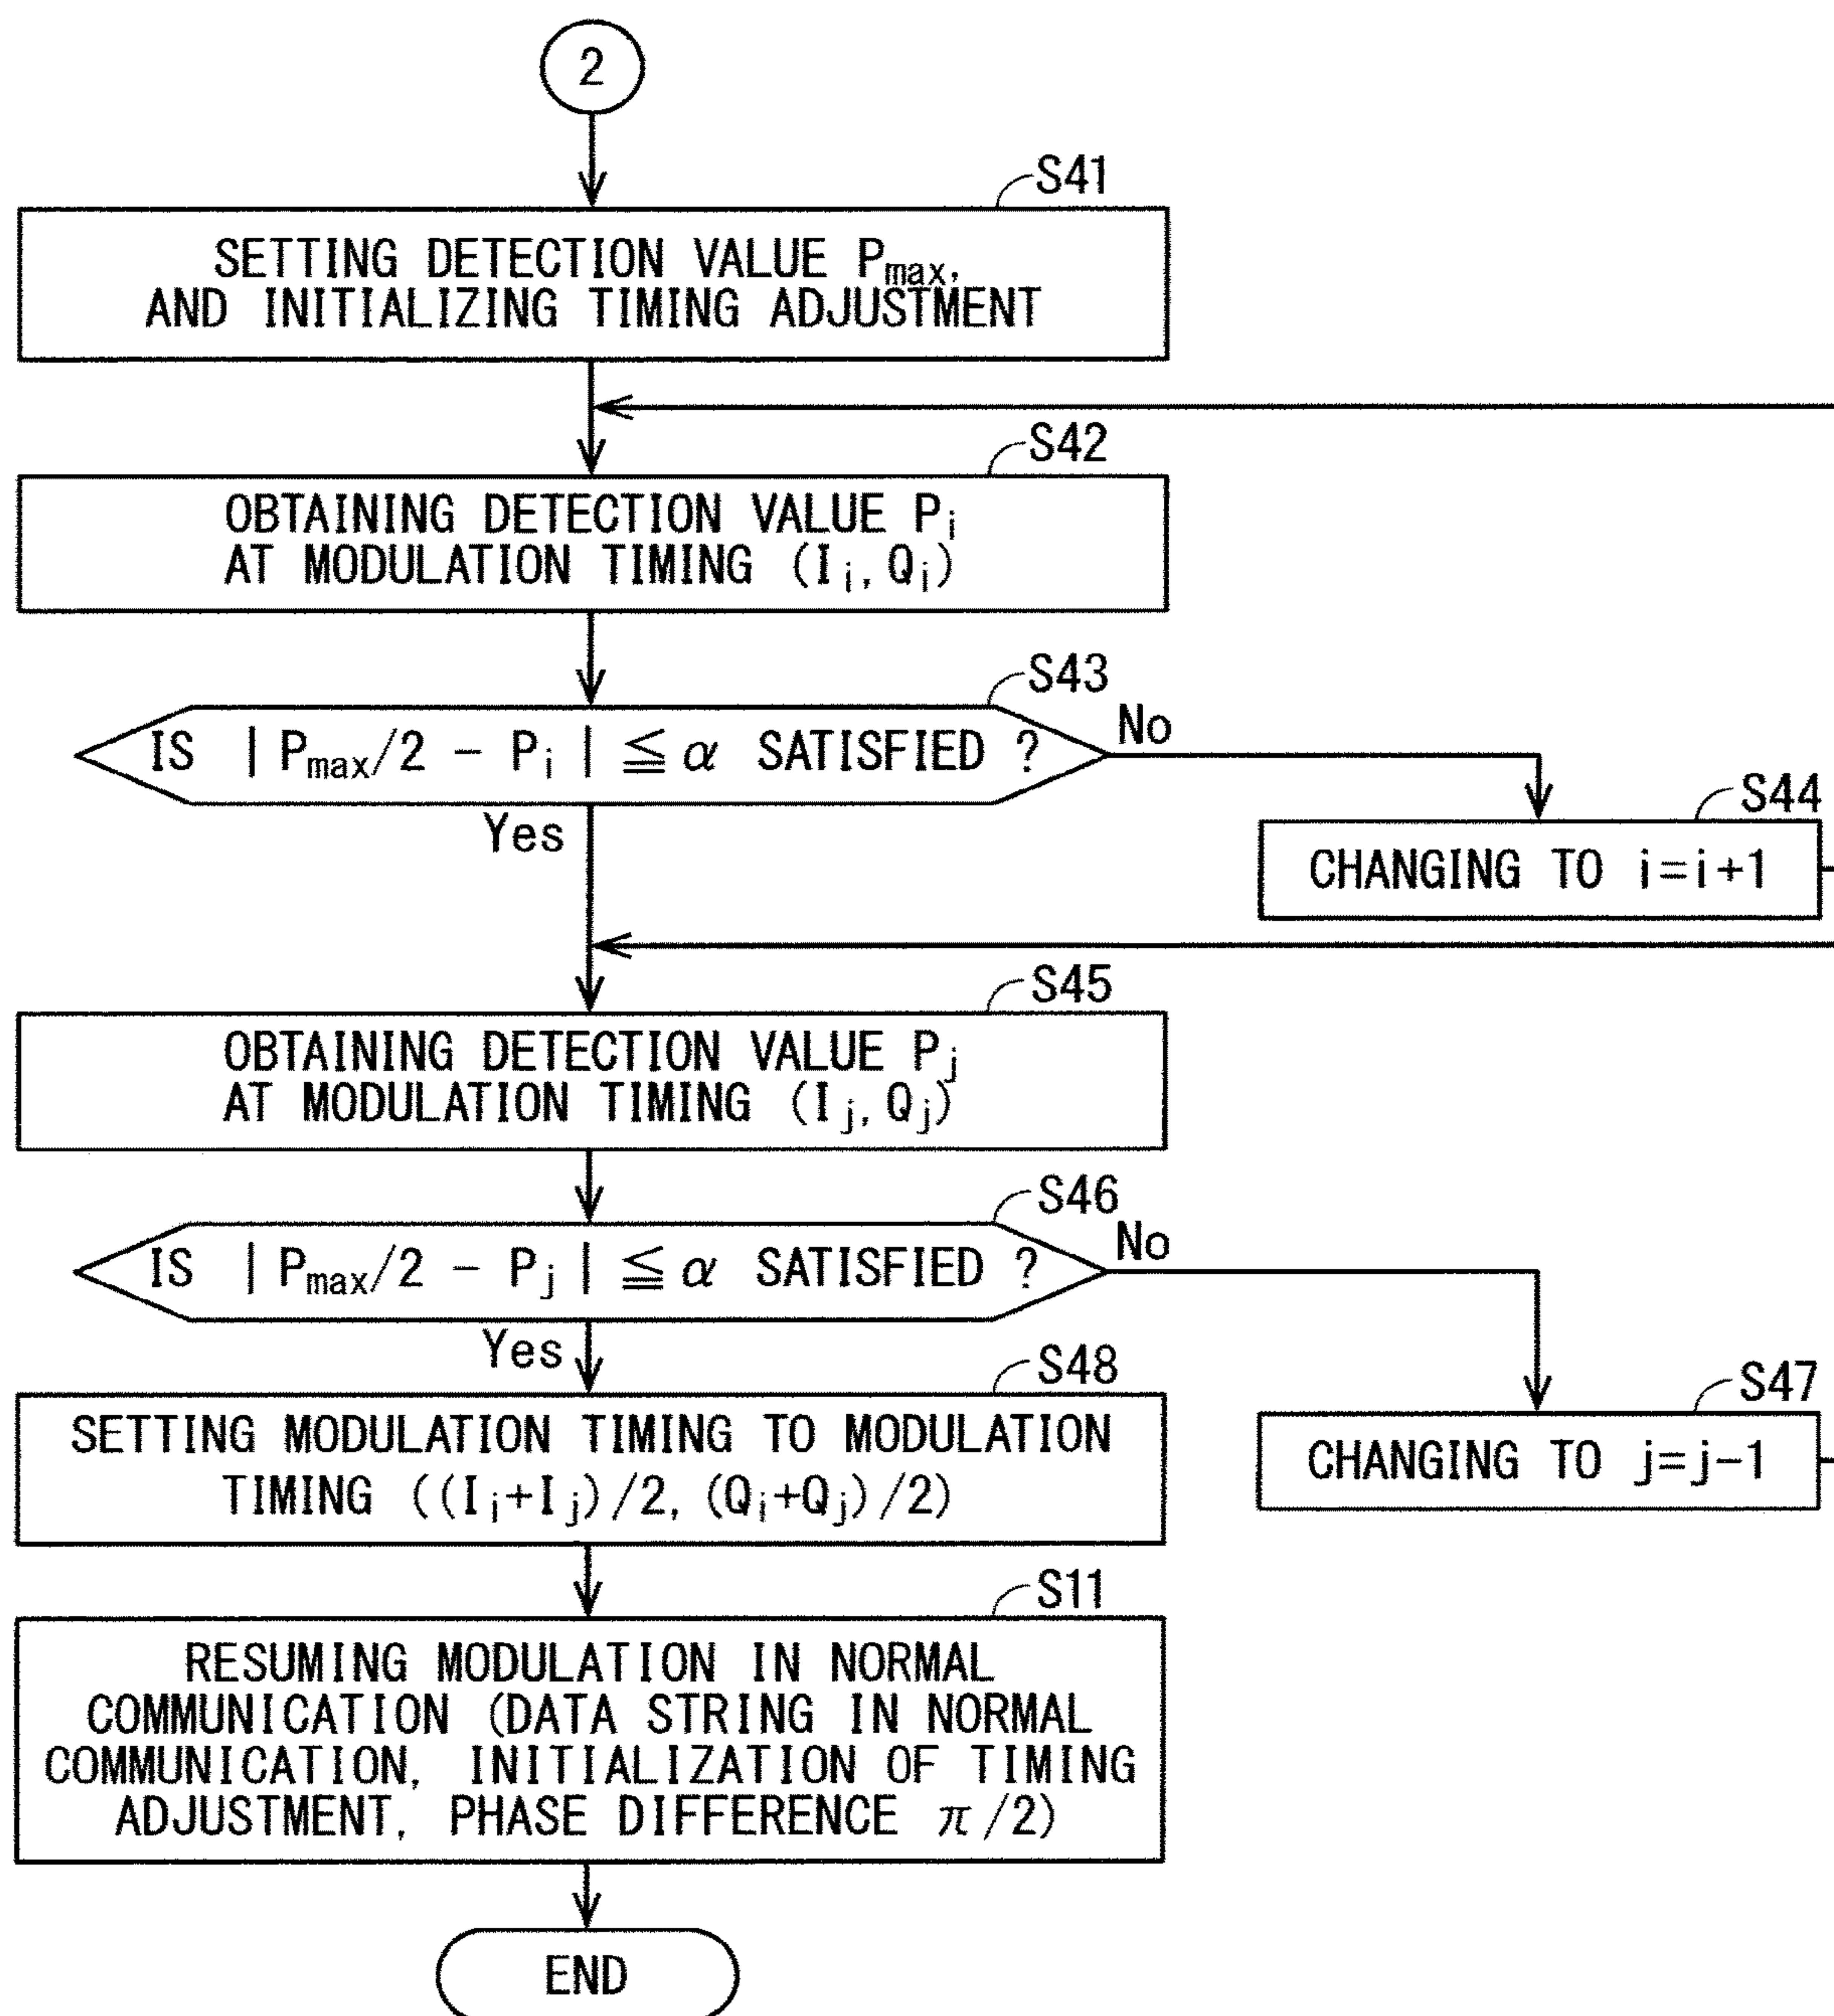 2
S41
SETTING DETECTION VALUE Pmax,
AND INITIALIZING TIMING ADJUSTMENT
S42
OBTAINING DETECTION VALUE Pi
AT MODULATION TIMING (Ii, Qi)
S43
IS |Pmax/2 - Pi| ≦ α SATISFIED ?
No
Yes
S44
CHANGING TO i=i+1
S45
OBTAINING DETECTION VALUE Pj
AT MODULATION TIMING (Ij, Qj)
S46
IS |Pmax/2 - Pj| ≦ α SATISFIED ?
No
Yes
S47
CHANGING TO j=j-1
S48
SETTING MODULATION TIMING TO MODULATION
TIMING ((Ii+Ij)/2, (Qi+Qj)/2)
S11
RESUMING MODULATION IN NORMAL
COMMUNICATION (DATA STRING IN NORMAL
COMMUNICATION, INITIALIZATION OF TIMING
ADJUSTMENT, PHASE DIFFERENCE π/2)
END